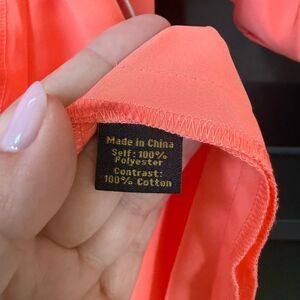 Made in China
Self: 100%
Polyester
Contrast:
100% Cotton